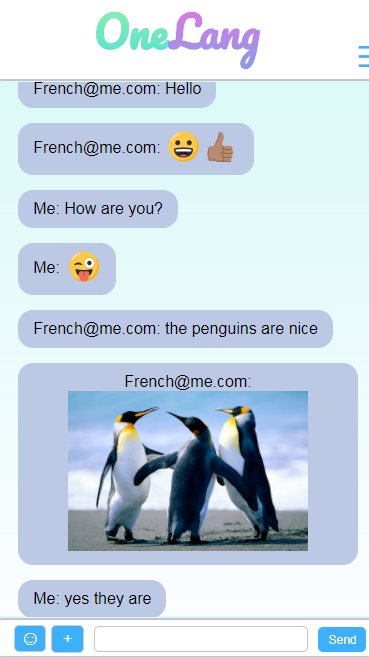 OneLang
French@me.com: Hello
French@me.com: 😀 👍🏽
Me: How are you?
Me: 😜
French@me.com: the penguins are nice
French@me.com:
Me: yes they are
+
Send